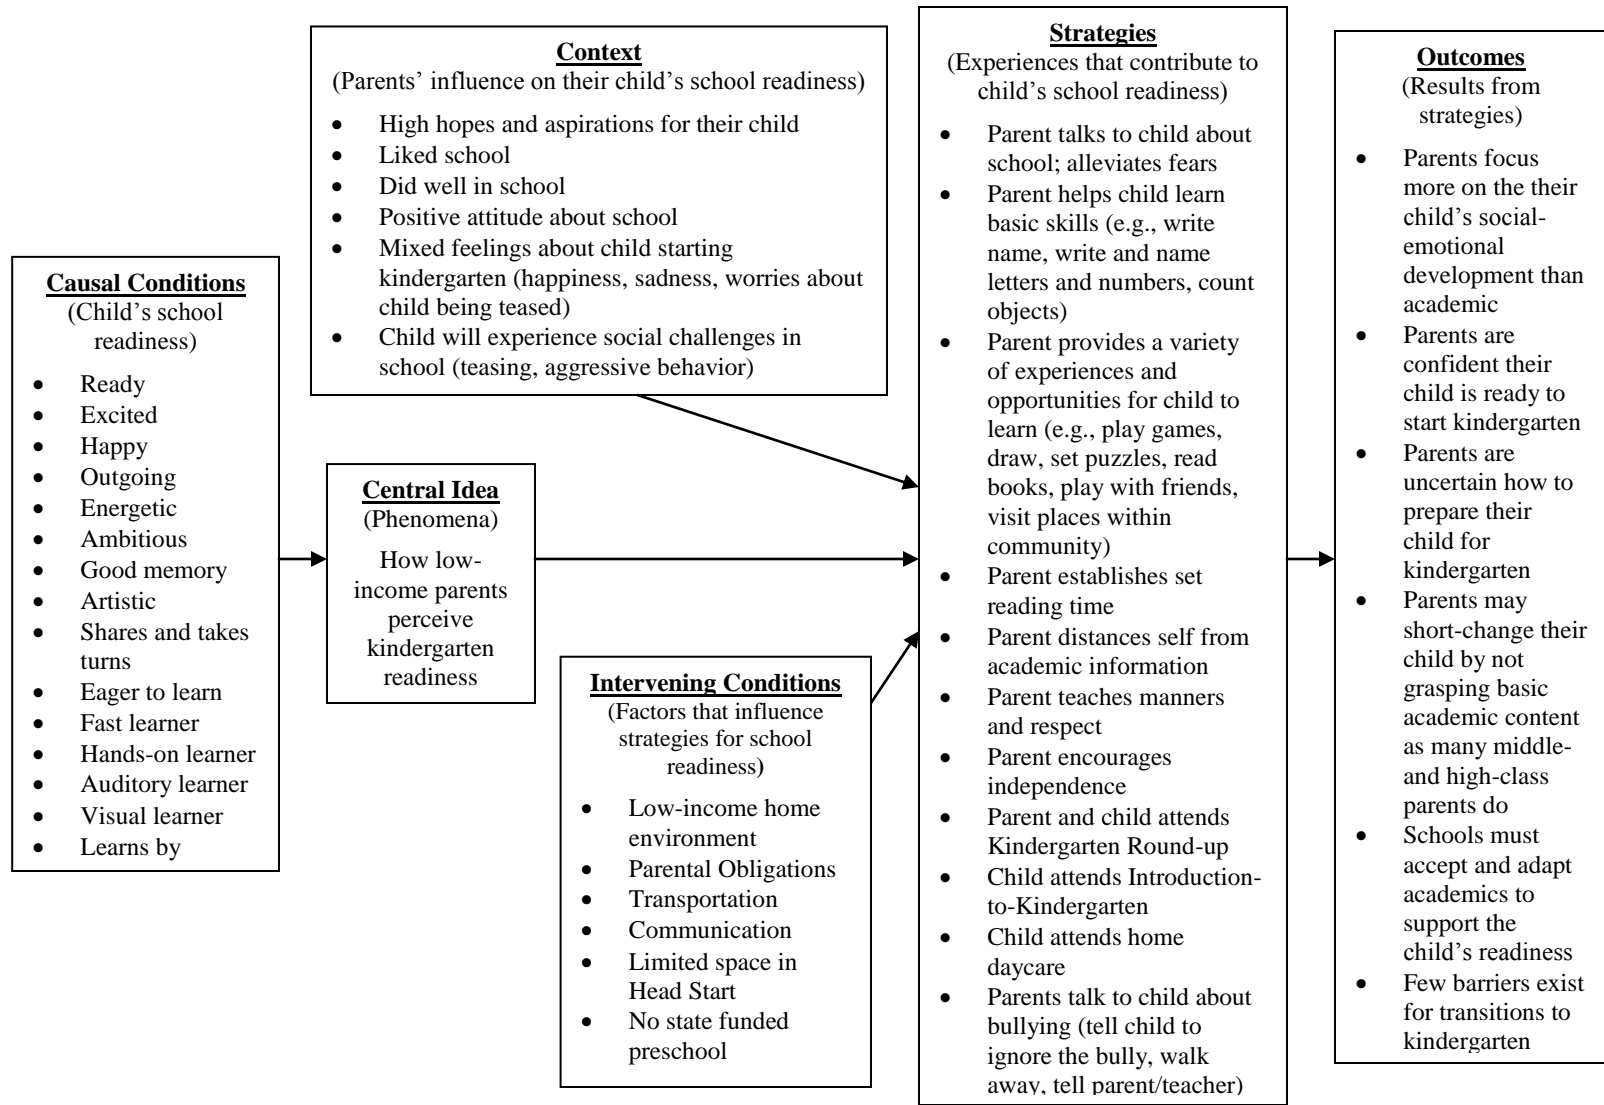 Causal Conditions
(Child’s school
readiness)
• Ready
• Excited
• Happy
• Outgoing
• Energetic
• Ambitious
• Good memory
• Artistic
• Shares and takes
turns
• Eager to learn
• Fast learner
• Hands-on learner
• Auditory learner
• Visual learner
• Learns by
Context
(Parents’ influence on their child’s school readiness)
• High hopes and aspirations for their child
• Liked school
• Did well in school
• Positive attitude about school
• Mixed feelings about child starting
kindergarten (happiness, sadness, worries about
child being teased)
• Child will experience social challenges in
school (teasing, aggressive behavior)
Central Idea
(Phenomena)
How low-
income parents
perceive
kindergarten
readiness
Intervening Conditions
(Factors that influence
strategies for school
readiness)
• Low-income home
environment
• Parental Obligations
• Transportation
• Communication
• Limited space in
Head Start
• No state funded
preschool
Strategies
(Experiences that contribute to
child’s school readiness)
• Parent talks to child about
school; alleviates fears
• Parent helps child learn
basic skills (e.g., write
name, write and name
letters and numbers, count
objects)
• Parent provides a variety
of experiences and
opportunities for child to
learn (e.g., play games,
draw, set puzzles, read
books, play with friends,
visit places within
community)
• Parent establishes set
reading time
• Parent distances self from
academic information
• Parent teaches manners
and respect
• Parent encourages
independence
• Parent and child attends
Kindergarten Round-up
• Child attends Introduction-
to-Kindergarten
• Child attends home
daycare
• Parents talk to child about
bullying (tell child to
ignore the bully, walk
away, tell parent/teacher)
Outcomes
(Results from
strategies)
• Parents focus
more on the their
child’s social-
emotional
development than
academic
• Parents are
confident their
child is ready to
start kindergarten
• Parents are
uncertain how to
prepare their
child for
kindergarten
• Parents may
short-change their
child by not
grasping basic
academic content
as many middle-
and high-class
parents do
• Schools must
accept and adapt
academics to
support the
child’s readiness
• Few barriers exist
for transitions to
kindergarten